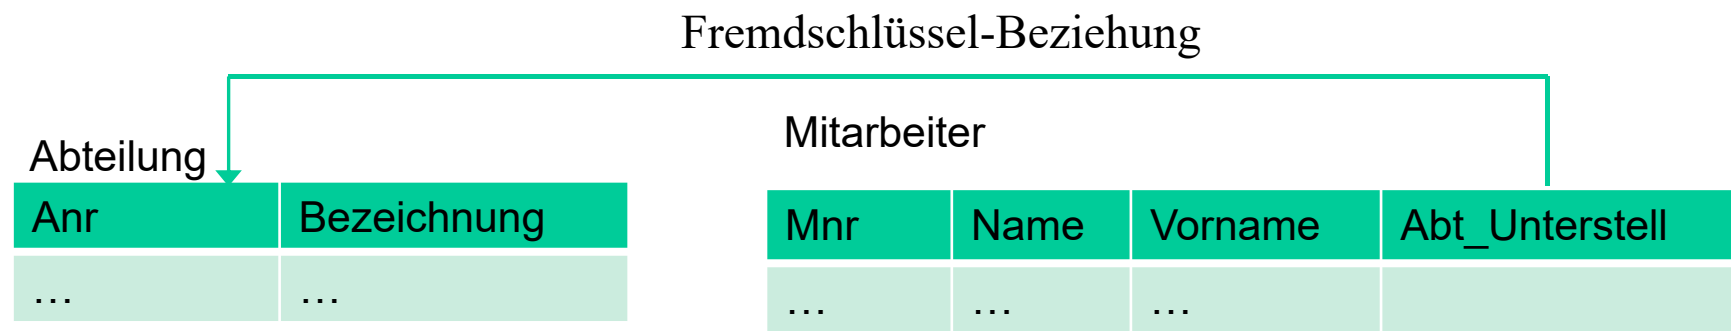 Fremdschlüssel-Beziehung
Abteilung
Anr Bezeichnung
… …
Mitarbeiter
Mnr Name Vorname Abt_Unterstell
… … …